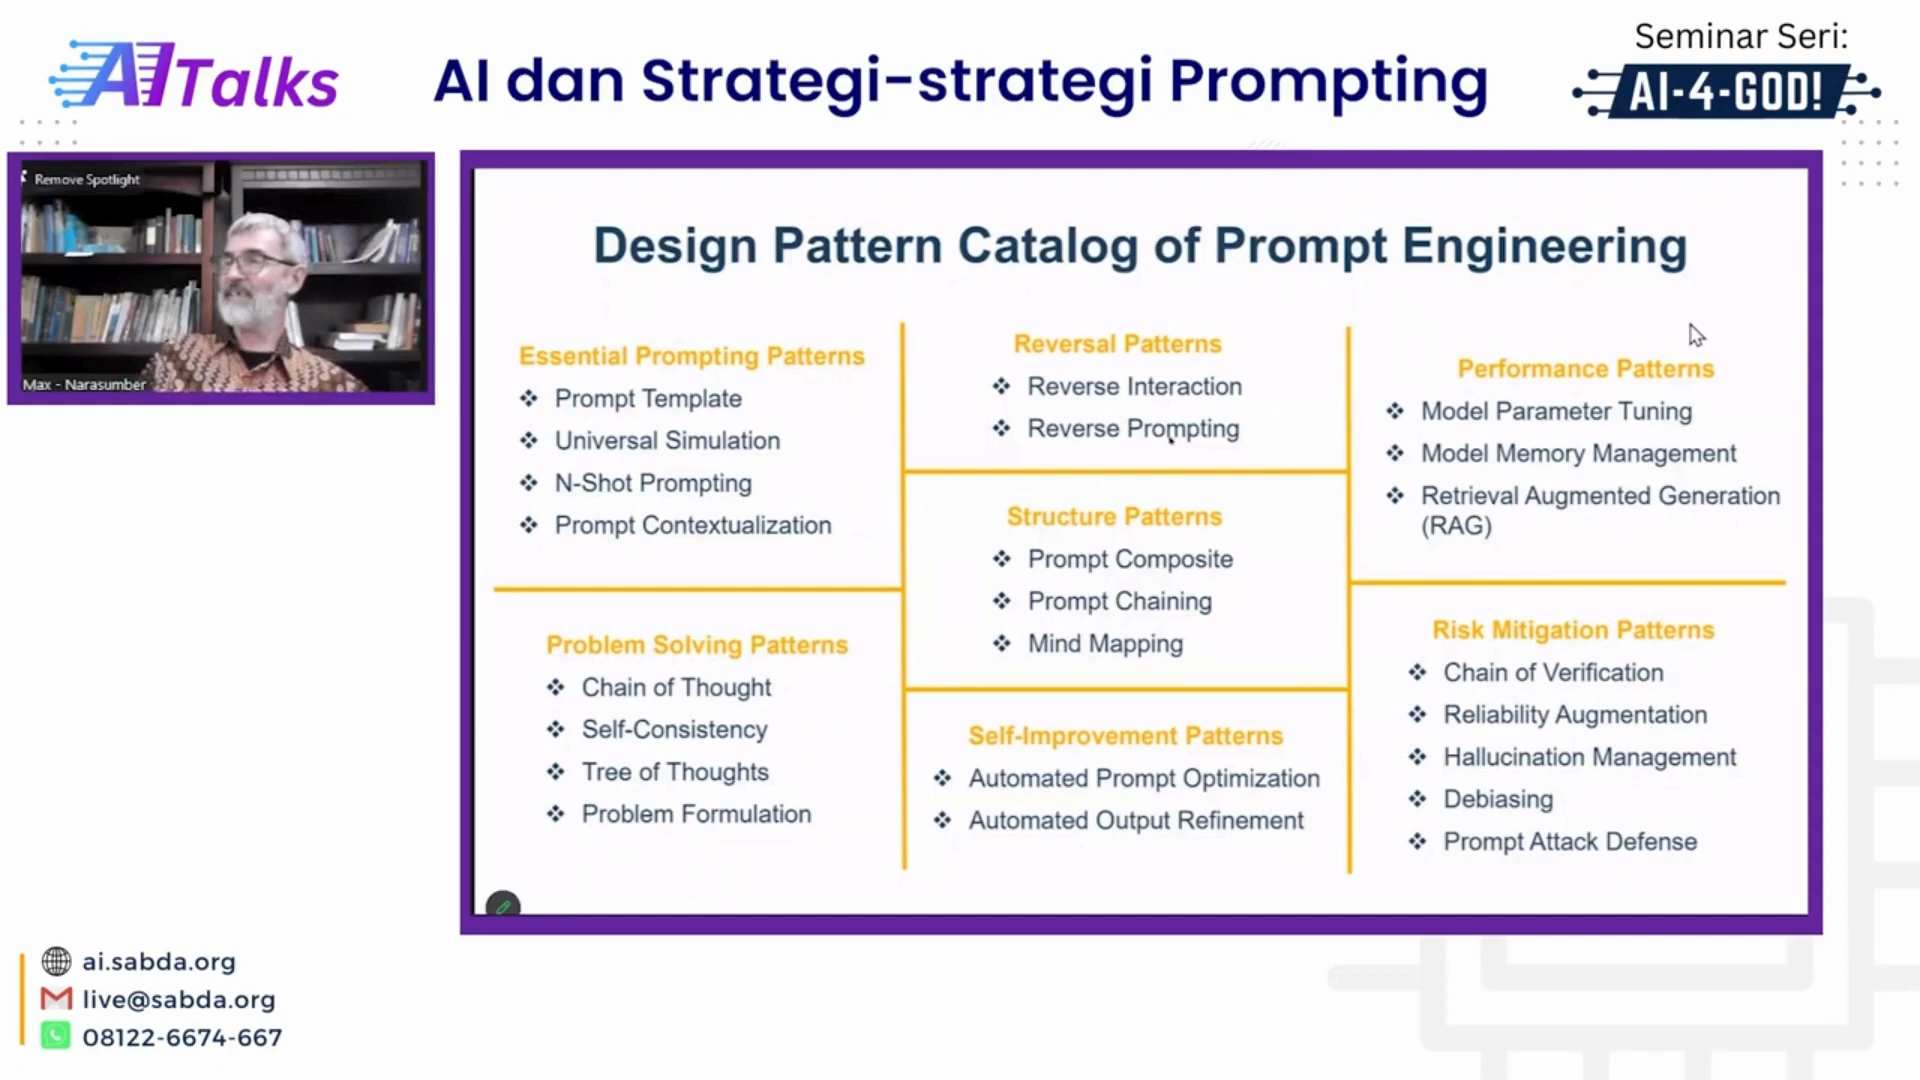 AI Talks
AI dan Strategi-strategi Prompting
Seminar Seri:
AI-4-GOD!
Remove Spotlight
Max - Narasumber
Design Pattern Catalog of Prompt Engineering
Essential Prompting Patterns
❖ Prompt Template
❖ Universal Simulation
❖ N-Shot Prompting
❖ Prompt Contextualization
Problem Solving Patterns
❖ Chain of Thought
❖ Self-Consistency
❖ Tree of Thoughts
❖ Problem Formulation
Reversal Patterns
❖ Reverse Interaction
❖ Reverse Prompting
Structure Patterns
❖ Prompt Composite
❖ Prompt Chaining
❖ Mind Mapping
Self-Improvement Patterns
❖ Automated Prompt Optimization
❖ Automated Output Refinement
Performance Patterns
❖ Model Parameter Tuning
❖ Model Memory Management
❖ Retrieval Augmented Generation
(RAG)
Risk Mitigation Patterns
❖ Chain of Verification
❖ Reliability Augmentation
❖ Hallucination Management
❖ Debiasing
❖ Prompt Attack Defense
ai.sabda.org
live@sabda.org
08122-6674-667